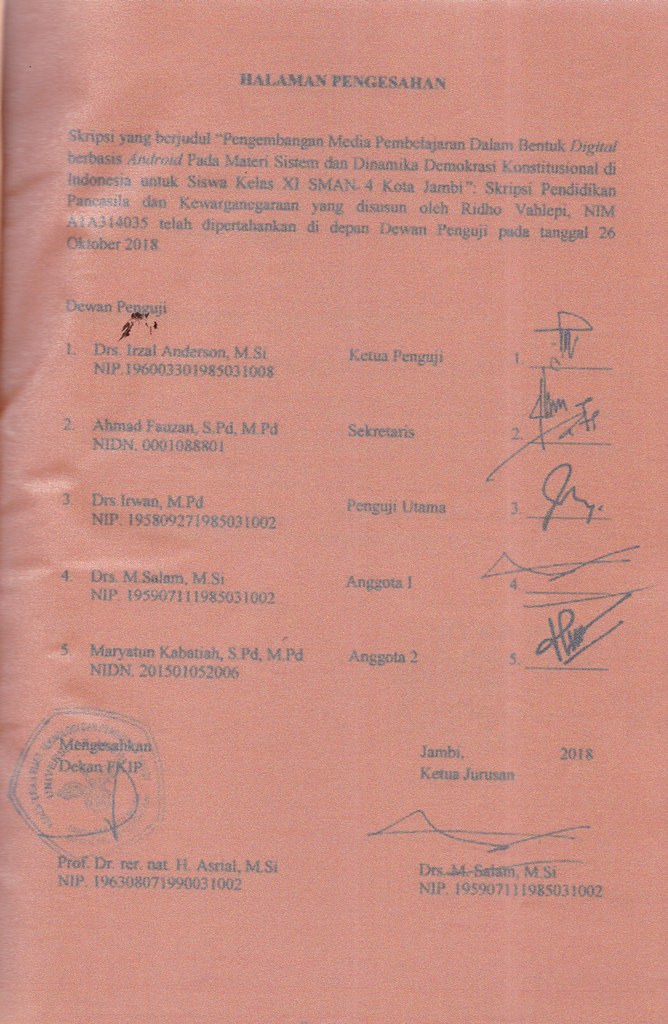 HALAMAN PENGESAHAN
Skripsi yang berjudul "Pengembangan Media Pembelajaran Dalam Bentuk Digital
berbasis Android Pada Materi Sistem dan Dinamika Demokrasi Konstitusional di
Indonesia untuk Siswa Kelas XI SMAN 4 Kota Jambi": Skripsi Pendidikan
Pancasila dan Kewarganegaraan yang disusun oleh Ridho Vahlepi, NIM
A1A314035 telah dipertahankan di depan Dewan Penguji pada tanggal 26
Oktober 2018
Dewan Penguji
1. Drs. Irzal Anderson, M.Si Ketua Penguji 1.
NIP.196003301985031008
2. Ahmad Fauzan, S.Pd, M.Pd Sekretaris 2.
NIDN. 0001088801
3. Drs Irwan, M.Pd Penguji Utama 3.
NIP. 195809271985031002
4. Drs. M.Salam, M.Si Anggota 1 4.
NIP. 195907111985031002
5. Maryatun Kabatiah, S.Pd, M.Pd Anggota 2 5.
NIDN. 201501052006
Mengesahkan Jambi, 2018
Dekan FKIP Ketua Jurusan
Prof. Dr. rer. nat. H. Asrial, M.Si Drs. M. Salam, M.Si
NIP. 196308071990031002 NIP. 195907111985031002